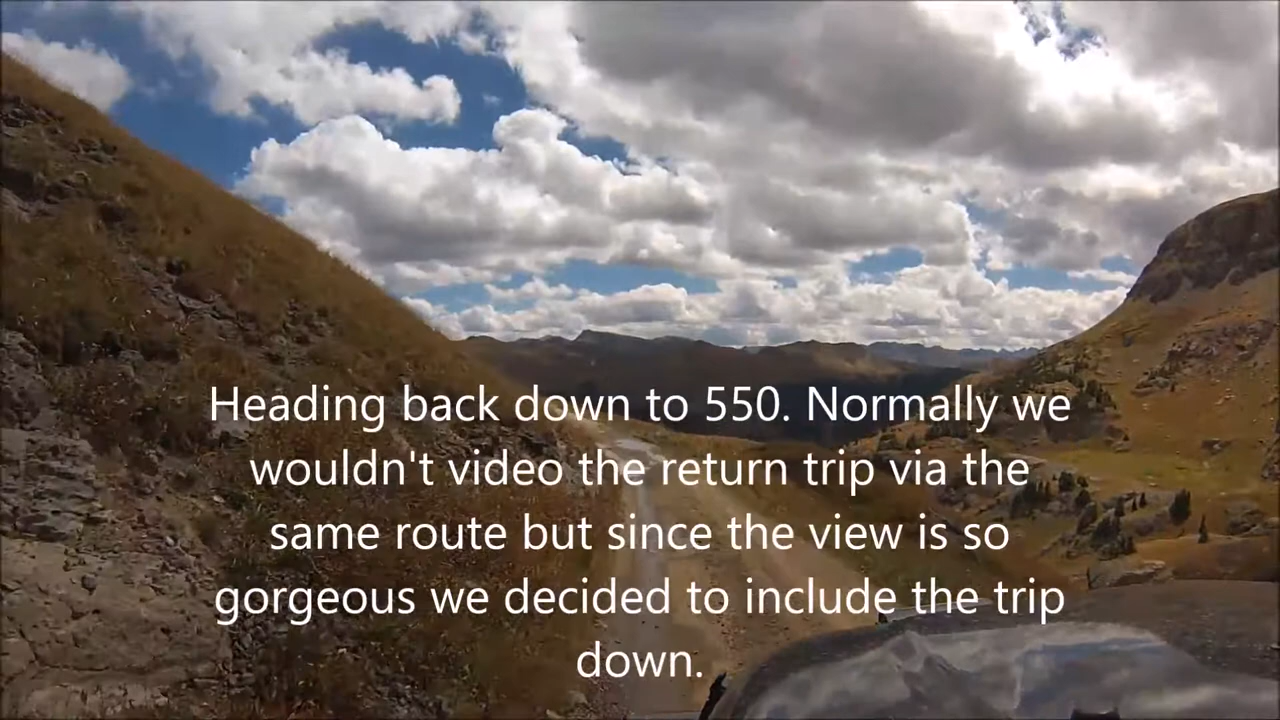 Heading back down to 550. Normally we
wouldn't video the return trip via the
same route but since the view is so
gorgeous we decided to include the trip
down.